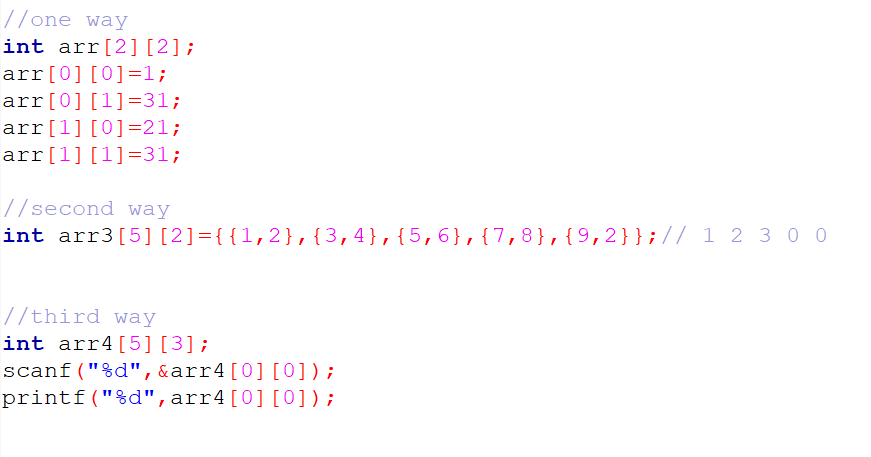 //one way
int arr[2][2];
arr[0][0]=1;
arr[0][1]=31;
arr[1][0]=21;
arr[1][1]=31;
//second way
int arr3[5][2]={{1,2},{3,4},{5,6},{7,8},{9,2}};// 1 2 3 0 0
//third way
int arr4[5][3];
scanf("%d",&arr4[0][0]);
printf("%d",arr4[0][0]);